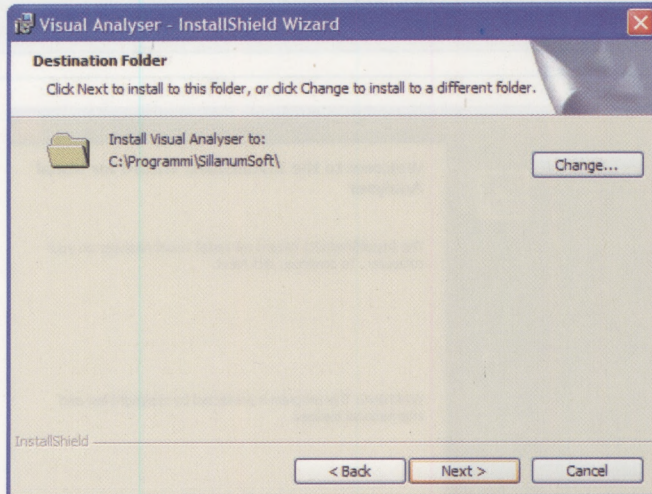 Visual Analyser - InstallShield Wizard
Destination Folder
Click Next to install to this folder, or click Change to install to a different folder.
Install Visual Analyser to:
C:\Programmi\SillanumSoft\
Change...
InstallShield
< Back
Next >
Cancel